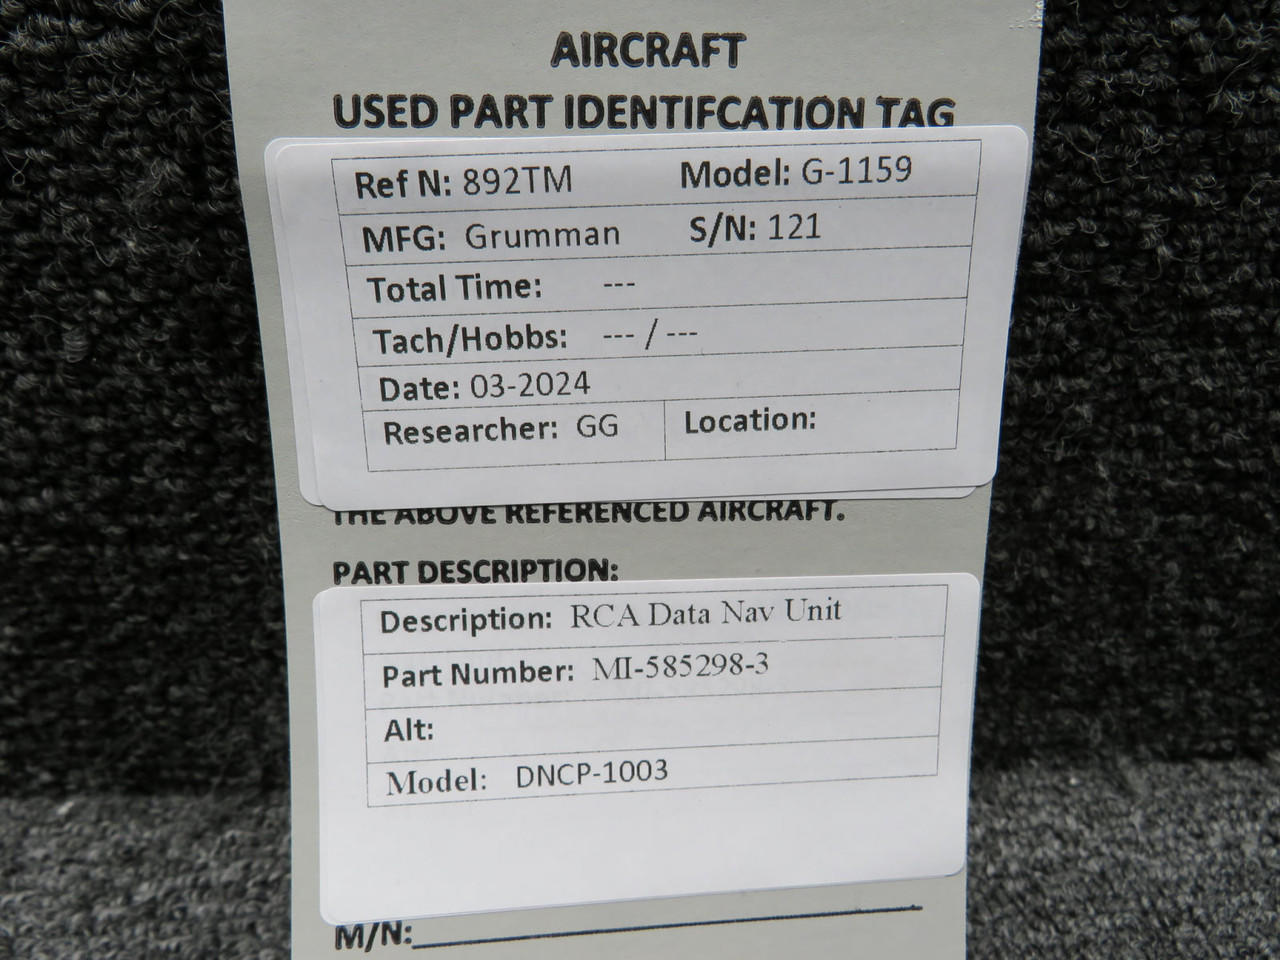 AIRCRAFT
USED PART IDENTIFCATION TAG
Ref N: 892TM Model: G-1159
MFG: Grumman S/N: 121
Total Time: ---
Tach/Hobbs: --- / ---
Date: 03-2024
Researcher: GG Location:
THE ABOVE REFERENCED AIRCRAFT.
PART DESCRIPTION:
Description: RCA Data Nav Unit
Part Number: MI-585298-3
Alt:
Model: DNCP-1003
M/N: